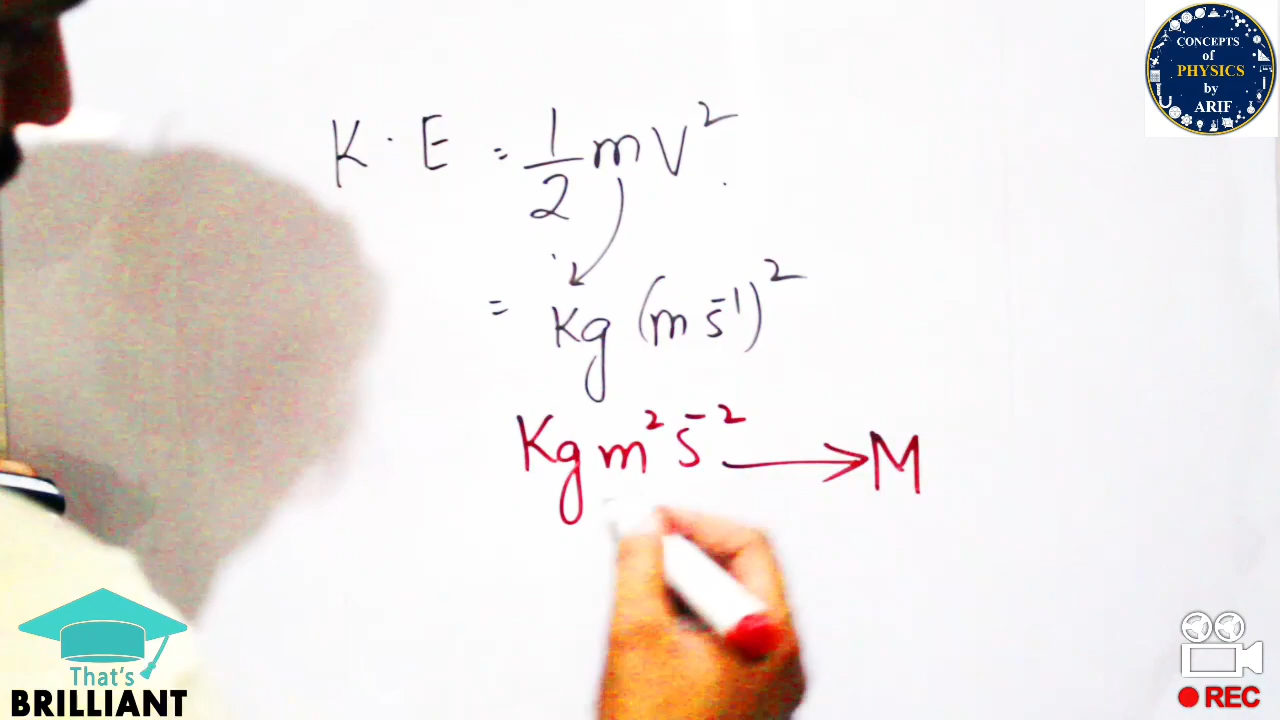 CONCEPTS
of
PHYSICS
by
ARIF
K.E = 1/2 mV²
= Kg (m s⁻¹)²
Kg m² s⁻² → M
That's
BRILLIANT
REC